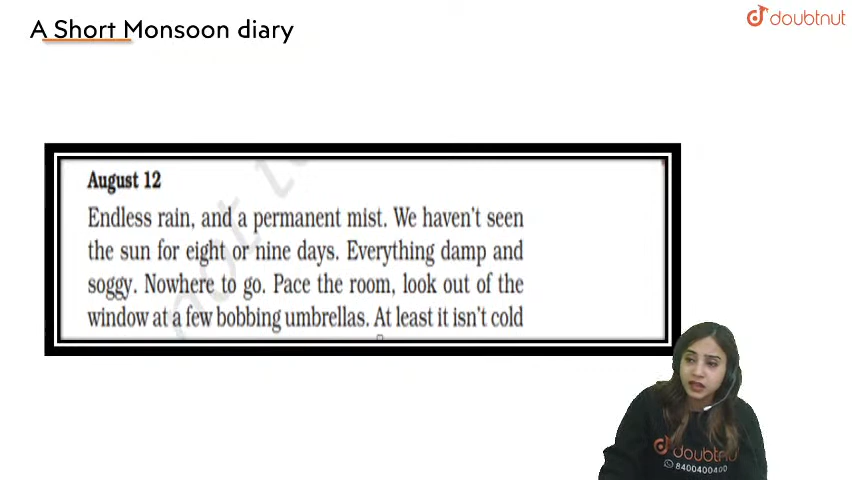 A Short Monsoon diary
doubtnut
August 12
Endless rain, and a permanent mist. We haven't seen
the sun for eight or nine days. Everything damp and
soggy. Nowhere to go. Pace the room, look out of the
window at a few bobbing umbrellas. At least it isn't cold
doubtnut
8400400400